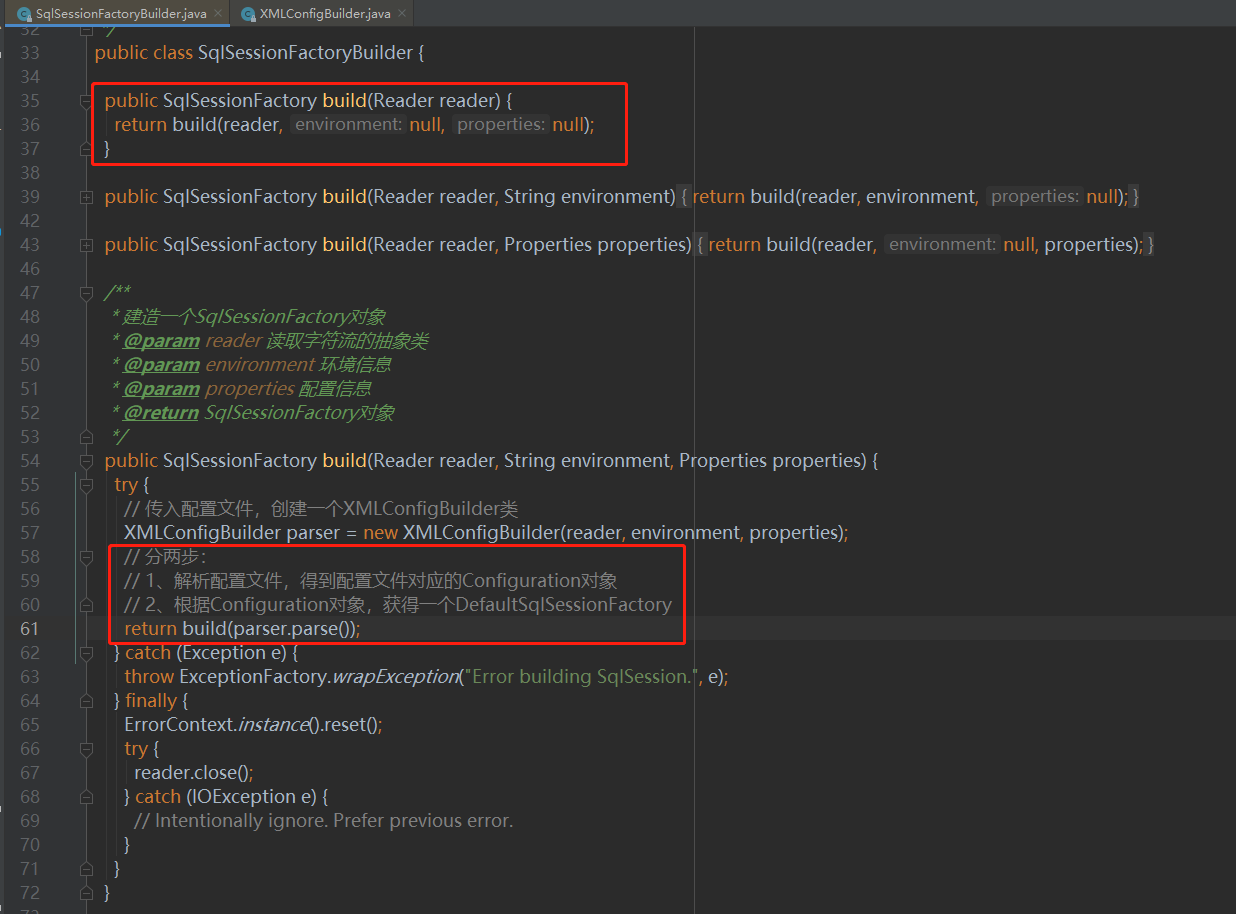 SqlSessionFactoryBuilder.java × XMLConfigBuilder.java ×
32 */
33 public class SqlSessionFactoryBuilder {
34
35 public SqlSessionFactory build(Reader reader) {
36 return build(reader, environment: null, properties: null);
37 }
38
39 public SqlSessionFactory build(Reader reader, String environment) { return build(reader, environment, properties: null); }
42
43 public SqlSessionFactory build(Reader reader, Properties properties) { return build(reader, environment: null, properties); }
46
47 /**
48 * 建造一个SqlSessionFactory对象
49 * @param reader 读取字符流的抽象类
50 * @param environment 环境信息
51 * @param properties 配置信息
52 * @return SqlSessionFactory对象
53 */
54 public SqlSessionFactory build(Reader reader, String environment, Properties properties) {
55 try {
56 // 传入配置文件，创建一个XMLConfigBuilder类
57 XMLConfigBuilder parser = new XMLConfigBuilder(reader, environment, properties);
58 // 分两步：
59 // 1、解析配置文件，得到配置文件对应的Configuration对象
60 // 2、根据Configuration对象，获得一个DefaultSqlSessionFactory
61 return build(parser.parse());
62 } catch (Exception e) {
63 throw ExceptionFactory.wrapException("Error building SqlSession.", e);
64 } finally {
65 ErrorContext.instance().reset();
66 try {
67 reader.close();
68 } catch (IOException e) {
69 // Intentionally ignore. Prefer previous error.
70 }
71 }
72 }